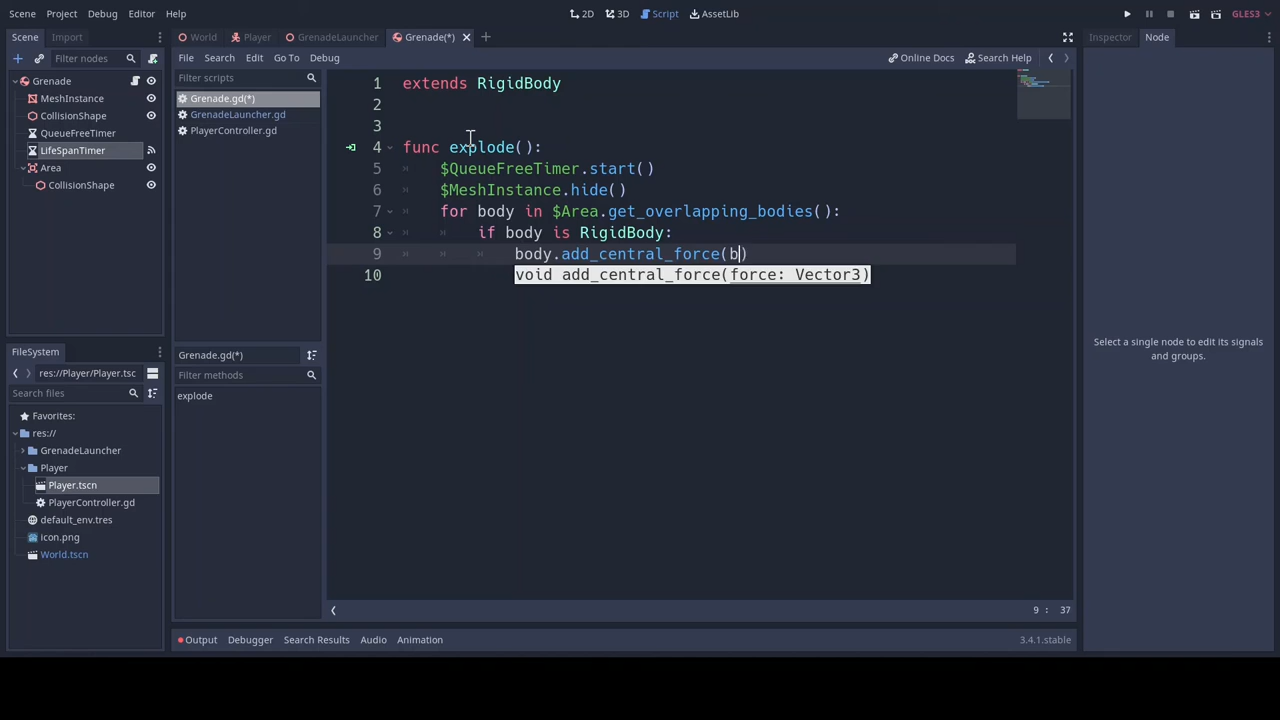 Scene Project Debug Editor Help
2D 3D Script AssetLib
GLES3
Scene Import
World Player GrenadeLauncher Grenade(*)
Inspector Node
Filter nodes
File Search Edit Go To Debug
Online Docs Search Help
Filter scripts
Grenade
MeshInstance
CollisionShape
QueueFreeTimer
LifeSpanTimer
Area
CollisionShape
Grenade.gd(*)
GrenadeLauncher.gd
PlayerController.gd
1 extends RigidBody
2
3
4 func explode():
5 $QueueFreeTimer.start()
6 $MeshInstance.hide()
7 for body in $Area.get_overlapping_bodies():
8 if body is RigidBody:
9 body.add_central_force(b)
10 void add_central_force(force: Vector3)
Select a single node to edit its signals
and groups.
FileSystem
res://Player/Player.tsc
Search files
Favorites:
res://
GrenadeLauncher
Player
Player.tscn
PlayerController.gd
default_env.tres
icon.png
World.tscn
Grenade.gd(*)
Filter methods
explode
9 : 37
Output Debugger Search Results Audio Animation
3.4.1.stable